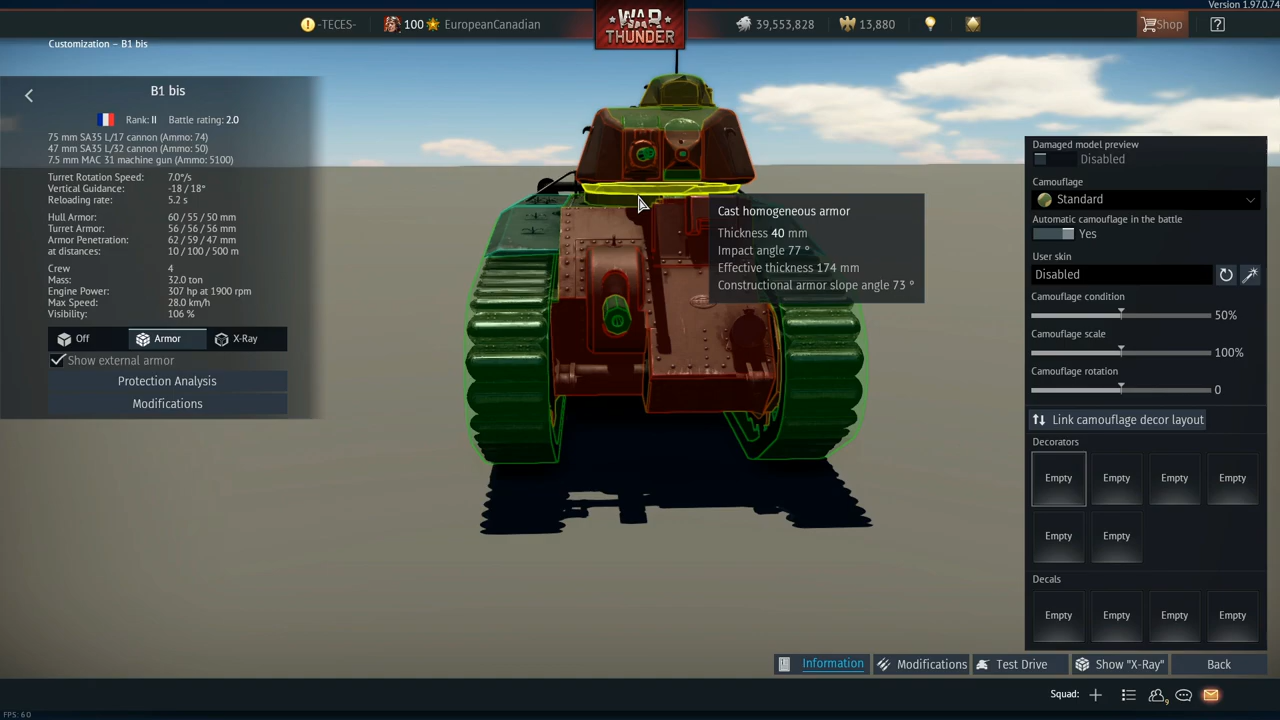 Version 1.97.0.74
-TECES-
100
EuropeanCanadian
WAR THUNDER
39,553,828
13,880
Shop
Customization – B1 bis
B1 bis
Rank: II Battle rating: 2.0
75 mm SA35 L/17 cannon (Ammo: 74)
47 mm SA35 L/32 cannon (Ammo: 50)
7.5 mm MAC 31 machine gun (Ammo: 5100)
Turret Rotation Speed: 7.0°/s
Vertical Guidance: -18 / 18°
Reloading rate: 5.2 s
Hull Armor: 60 / 55 / 50 mm
Turret Armor: 56 / 56 / 56 mm
Armor Penetration: 62 / 59 / 47 mm
at distances: 10 / 100 / 500 m
Crew 4
Mass: 32.0 ton
Engine Power: 307 hp at 1900 rpm
Max Speed: 28.0 km/h
Visibility: 106 %
Off Armor X-Ray
Show external armor
Protection Analysis
Modifications
Cast homogeneous armor
Thickness 40 mm
Impact angle 77 °
Effective thickness 174 mm
Constructional armor slope angle 73 °
Damaged model preview
Disabled
Camouflage
Standard
Automatic camouflage in the battle
Yes
User skin
Disabled
Camouflage condition
50%
Camouflage scale
100%
Camouflage rotation
0
Link camouflage decor layout
Decorators
Empty Empty Empty Empty
Empty Empty
Decals
Empty Empty Empty Empty
Information Modifications Test Drive Show "X-Ray" Back
Squad: 9
FPS: 60